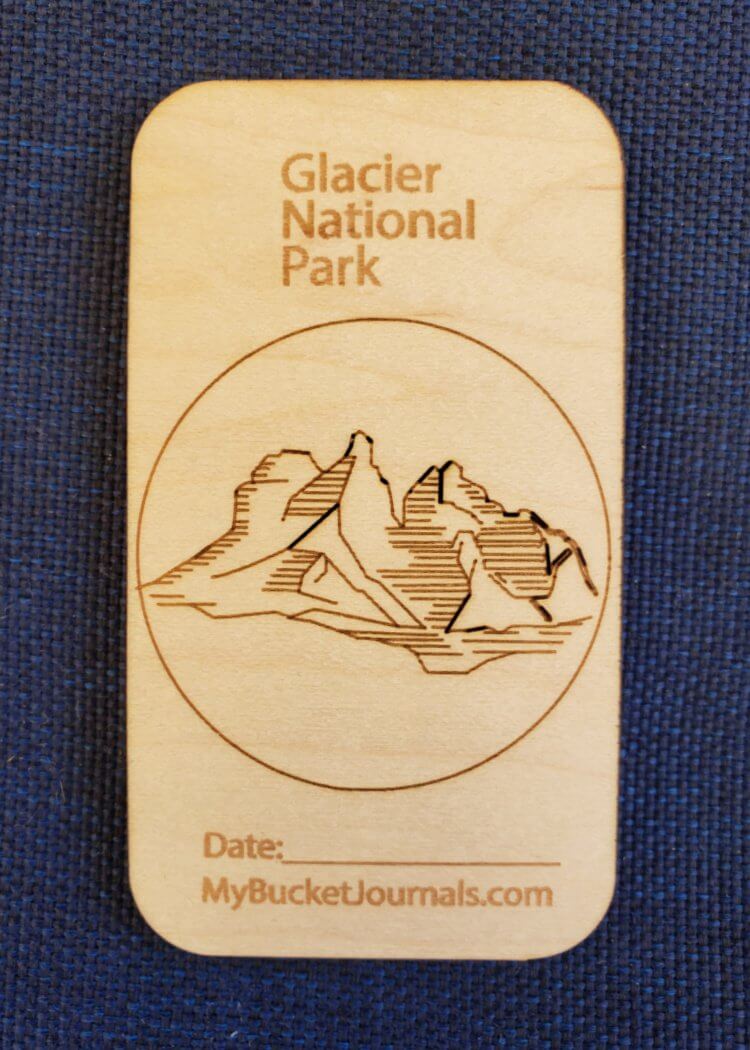 Glacier
National
Park
Date:
MyBucketJournals.com